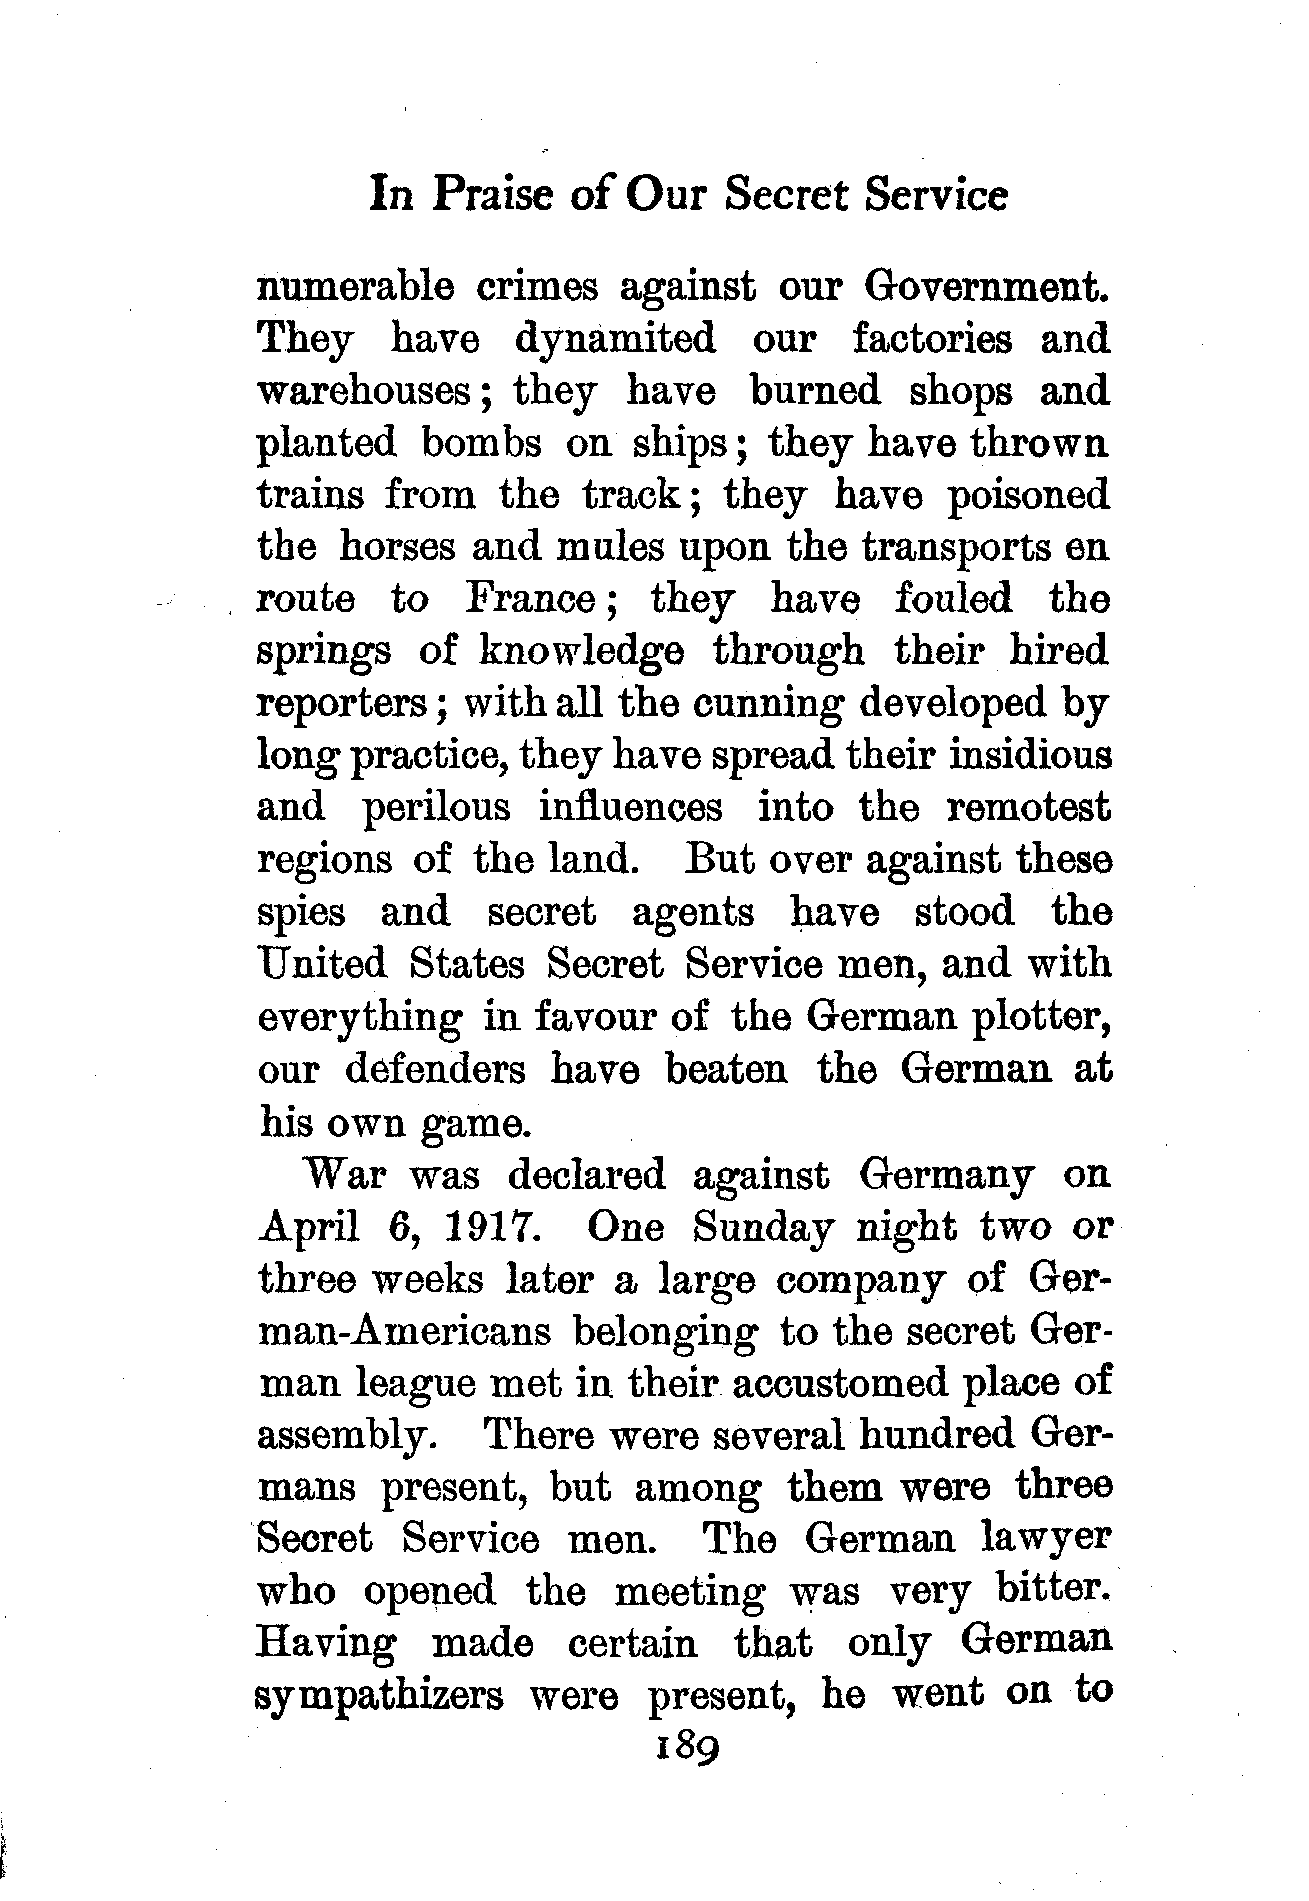 In Praise of Our Secret Service
numerable crimes against our Government.
They have dynamited our factories and
warehouses; they have burned shops and
planted bombs on ships; they have thrown
trains from the track; they have poisoned
the horses and mules upon the transports en
route to France; they have fouled the
springs of knowledge through their hired
reporters; with all the cunning developed by
long practice, they have spread their insidious
and perilous influences into the remotest
regions of the land. But over against these
spies and secret agents have stood the
United States Secret Service men, and with
everything in favour of the German plotter,
our defenders have beaten the German at
his own game.
War was declared against Germany on
April 6, 1917. One Sunday night two or
three weeks later a large company of Ger-
man-Americans belonging to the secret Ger-
man league met in their accustomed place of
assembly. There were several hundred Ger-
mans present, but among them were three
Secret Service men. The German lawyer
who opened the meeting was very bitter.
Having made certain that only German
sympathizers were present, he went on to
189